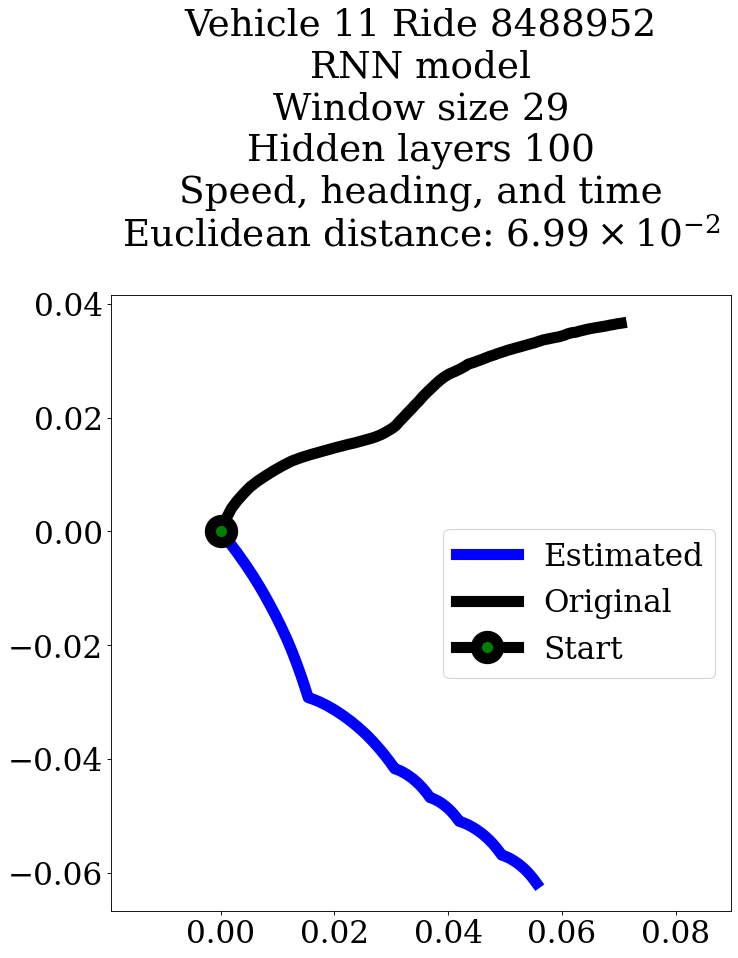 Vehicle 11 Ride 8488952
RNN model
Window size 29
Hidden layers 100
Speed, heading, and time
Euclidean distance: 6.99 × 10⁻²
0.04
0.02
0.00
−0.02
−0.04
−0.06
Estimated
Original
Start
0.00 0.02 0.04 0.06 0.08